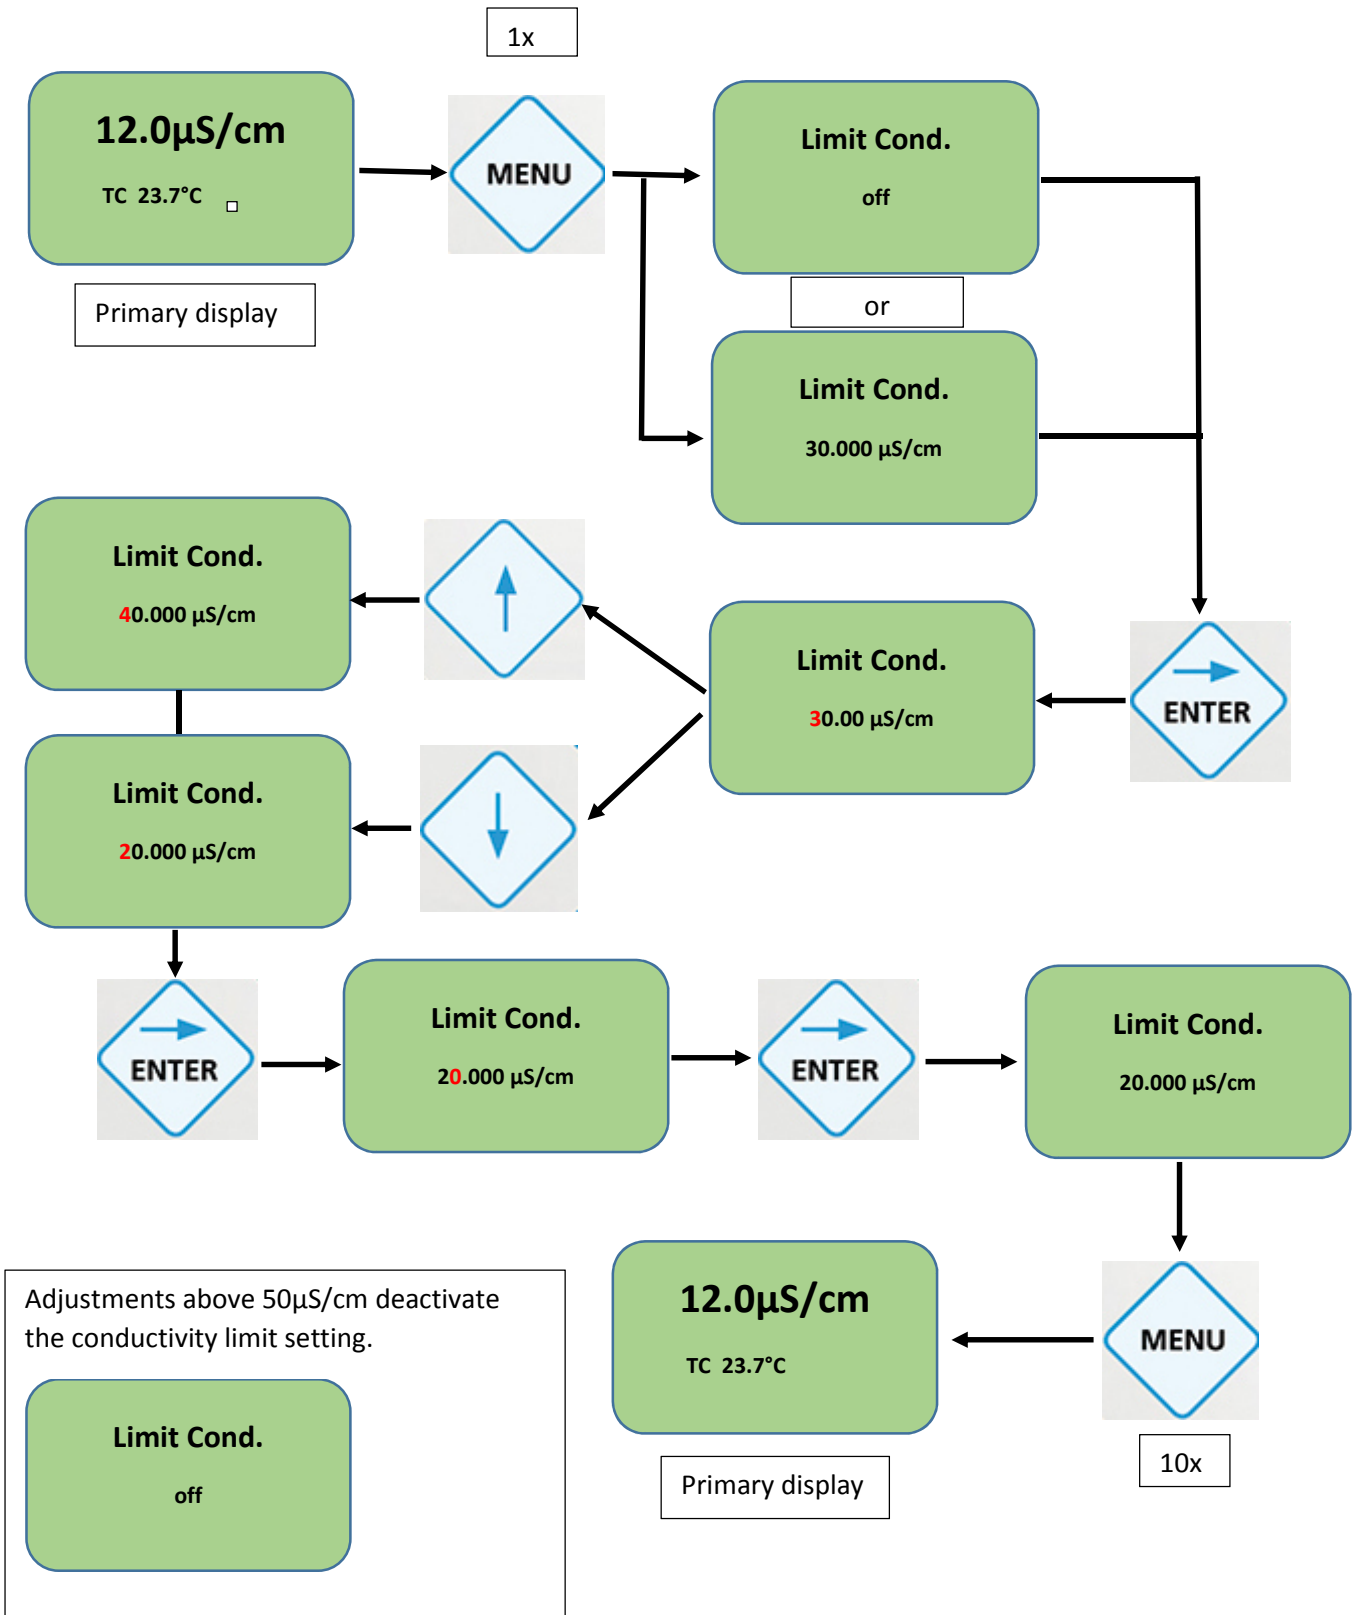 1x
12.0µS/cm
TC 23.7°C
Primary display
MENU
Limit Cond.
off
or
Limit Cond.
30.000 µS/cm
ENTER
Limit Cond.
30.00 µS/cm
Limit Cond.
40.000 µS/cm
Limit Cond.
20.000 µS/cm
ENTER
Limit Cond.
20.000 µS/cm
ENTER
Limit Cond.
20.000 µS/cm
MENU
10x
12.0µS/cm
TC 23.7°C
Primary display
Adjustments above 50µS/cm deactivate
the conductivity limit setting.
Limit Cond.
off